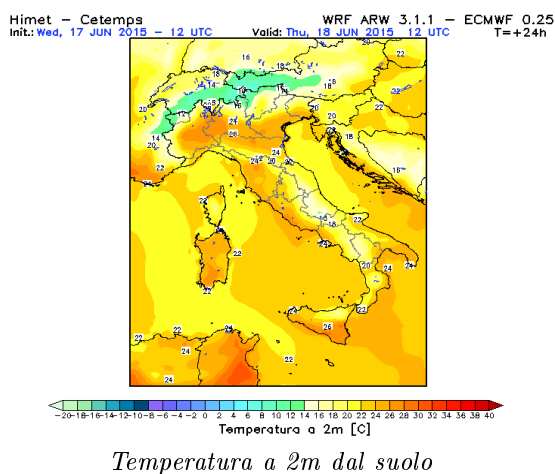 Himet – Cetemps WRF ARW 3.1.1 – ECMWF 0.25
Init.: Wed, 17 JUN 2015 – 12 UTC Valid: Thu, 18 JUN 2015 12 UTC T=+24h
-20-18-16-14-12-10-8 -6 -4 -2 0 2 4 6 8 10 12 14 16 18 20 22 24 26 28 30 32 34 36 38 40
Temperatura a 2m [C]
Temperatura a 2m dal suolo